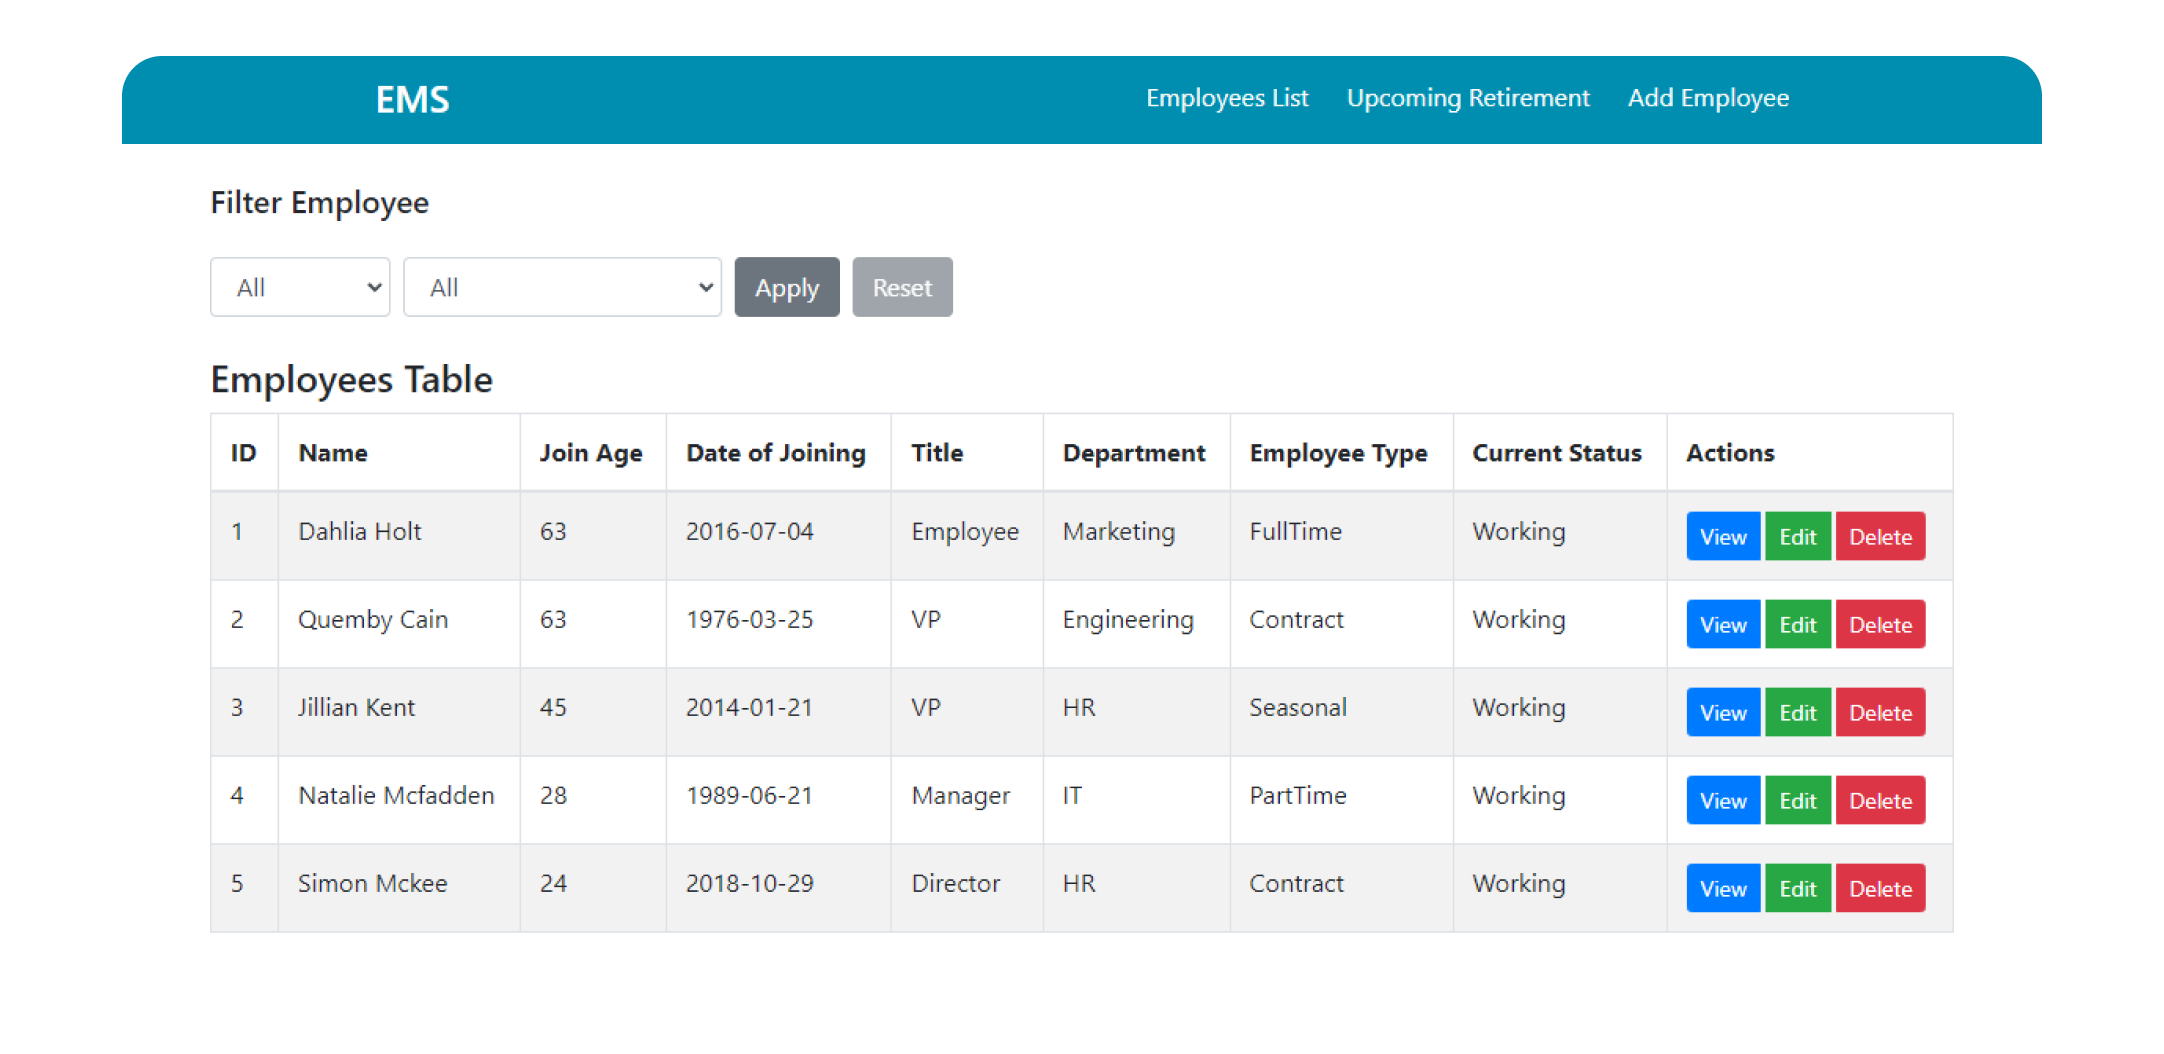 EMS Employees List Upcoming Retirement Add Employee
Filter Employee
All All Apply Reset
Employees Table
ID Name Join Age Date of Joining Title Department Employee Type Current Status Actions
1 Dahlia Holt 63 2016-07-04 Employee Marketing FullTime Working View Edit Delete
2 Quemby Cain 63 1976-03-25 VP Engineering Contract Working View Edit Delete
3 Jillian Kent 45 2014-01-21 VP HR Seasonal Working View Edit Delete
4 Natalie Mcfadden 28 1989-06-21 Manager IT PartTime Working View Edit Delete
5 Simon Mckee 24 2018-10-29 Director HR Contract Working View Edit Delete